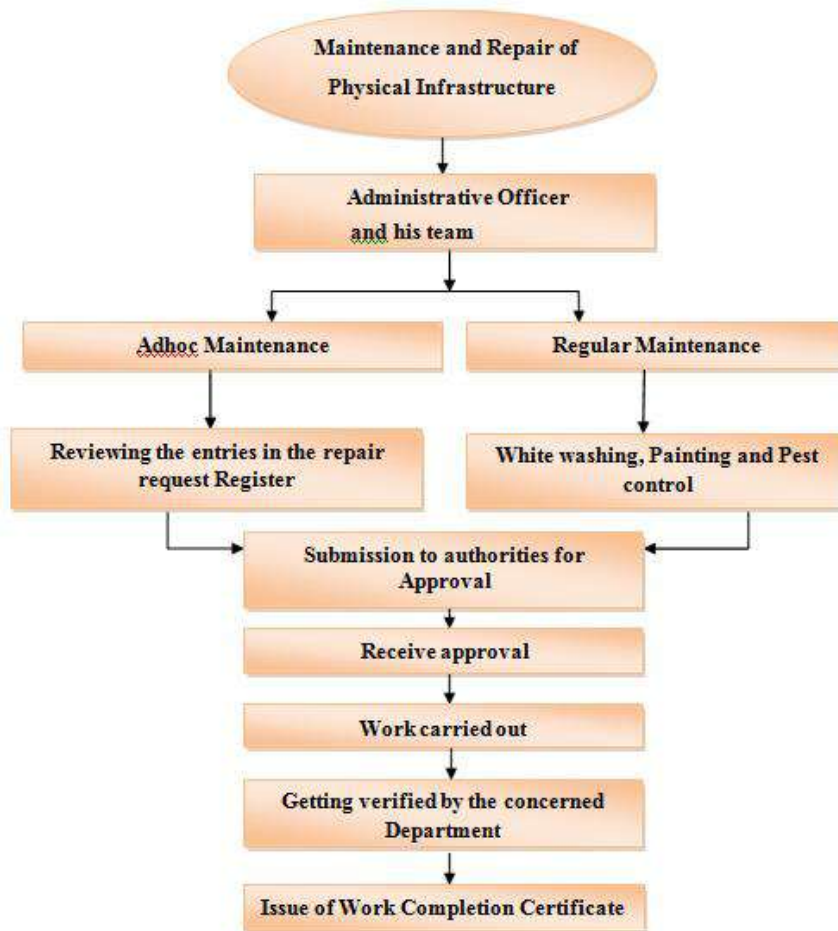 Maintenance and Repair of
Physical Infrastructure
Administrative Officer
and his team
Adhoc Maintenance
Regular Maintenance
Reviewing the entries in the repair
request Register
White washing, Painting and Pest
control
Submission to authorities for
Approval
Receive approval
Work carried out
Getting verified by the concerned
Department
Issue of Work Completion Certificate